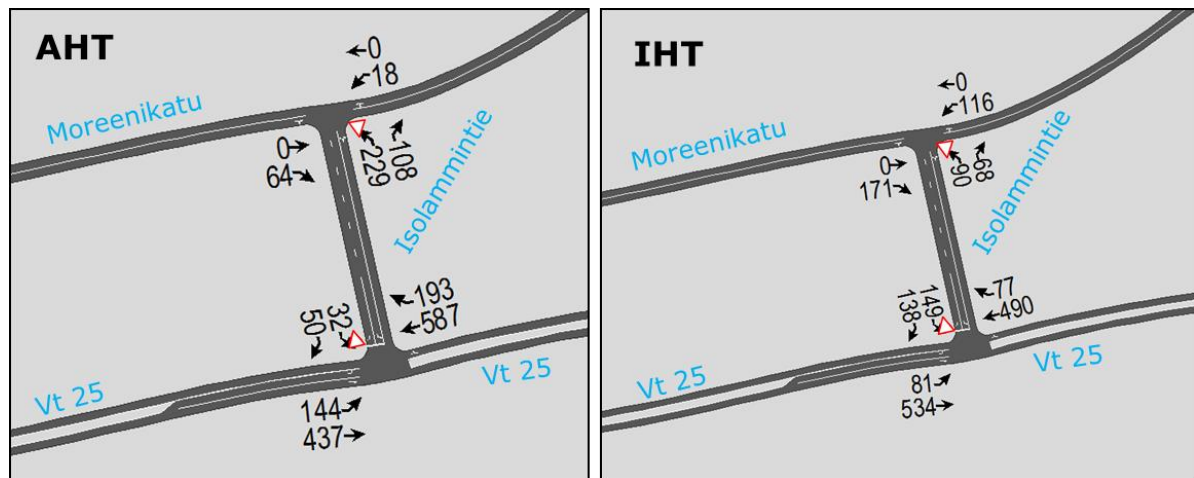 AHT
←0
↙18
Moreenikatu
0→
64↘
↖229
↗108
Isolammintie
50↙
32↘
↖193
←587
Vt 25
Vt 25
144↗
437→
IHT
←0
↙116
Moreenikatu
0→
171↘
↖90
↗68
Isolammintie
138↙
149↘
↖77
←490
Vt 25
Vt 25
81↗
534→